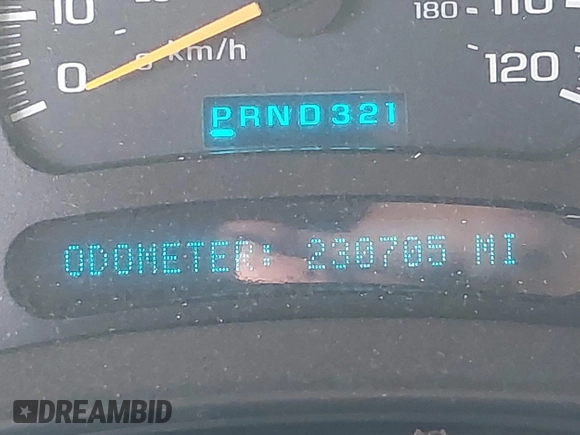 10
110
180
0
km/h
120
PRND321
ODOMETER: 230705 MI
DREAMBID